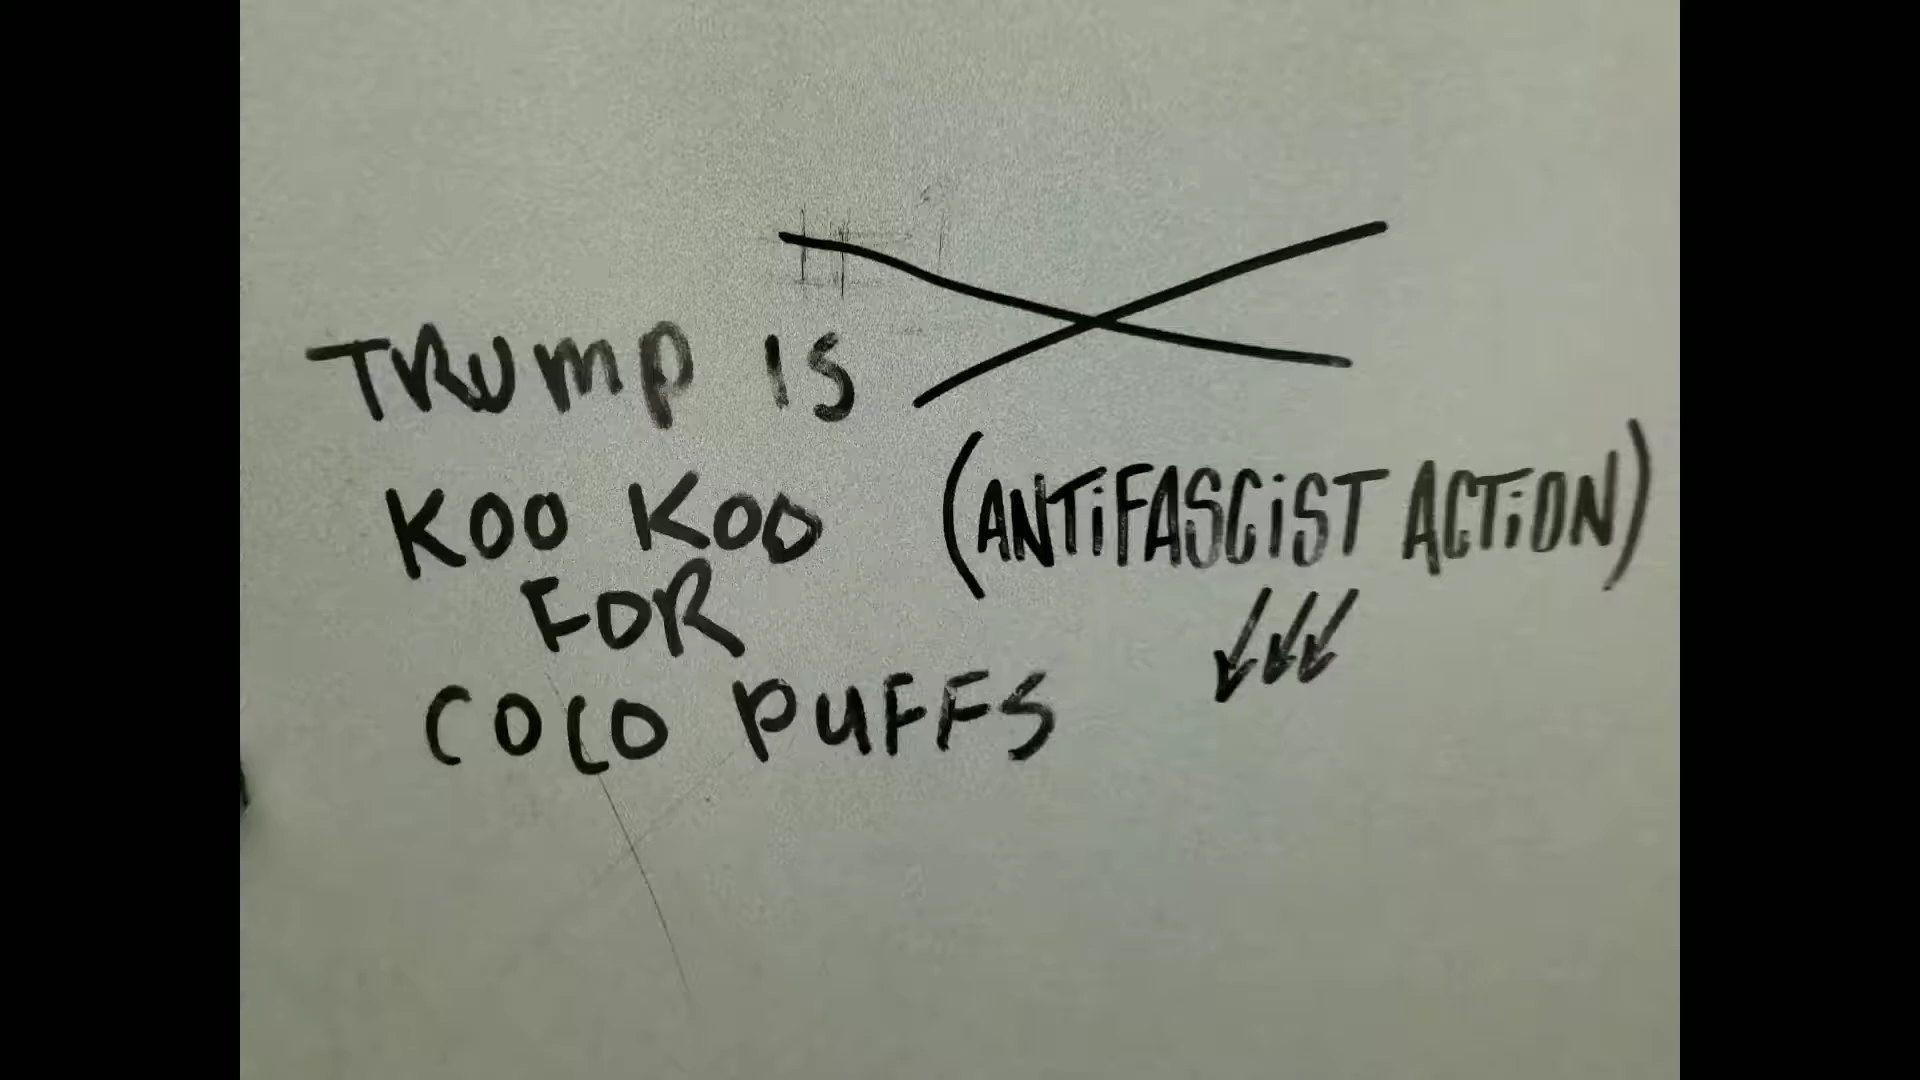 TRUMP IS
KOO KOO
FOR
COCO PUFFS
(ANTiFASCiST ACTiON)